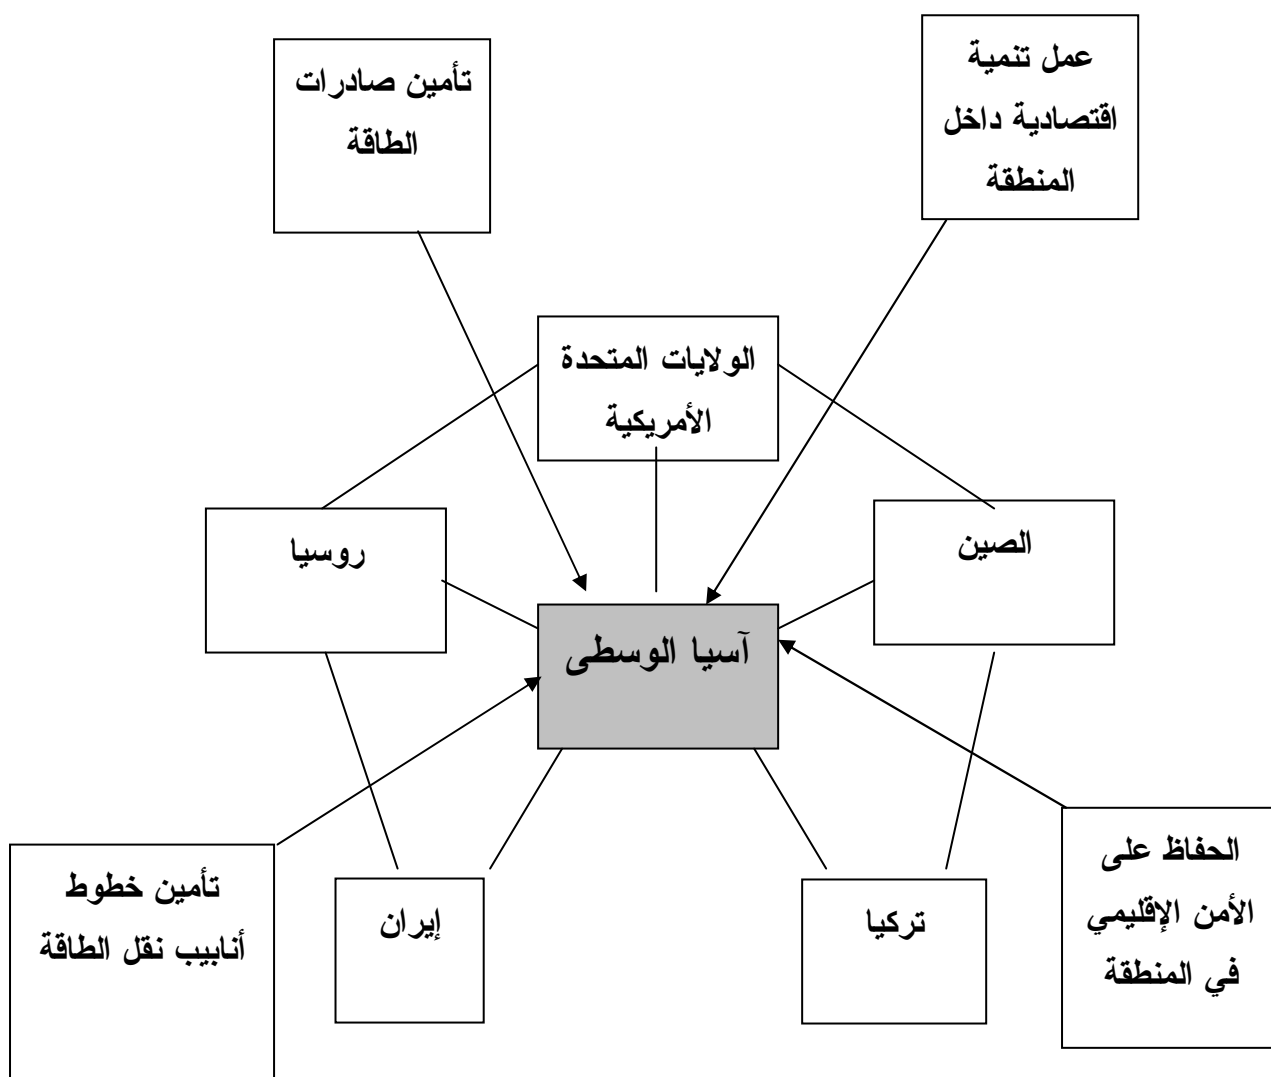 عمل تنمية
اقتصادية داخل
المنطقة
تأمين صادرات
الطاقة
الولايات المتحدة
الأمريكية
الصين
روسيا
آسيا الوسطى
الحفاظ على
الأمن الإقليمي
في المنطقة
تركيا
إيران
تأمين خطوط
أنابيب نقل الطاقة